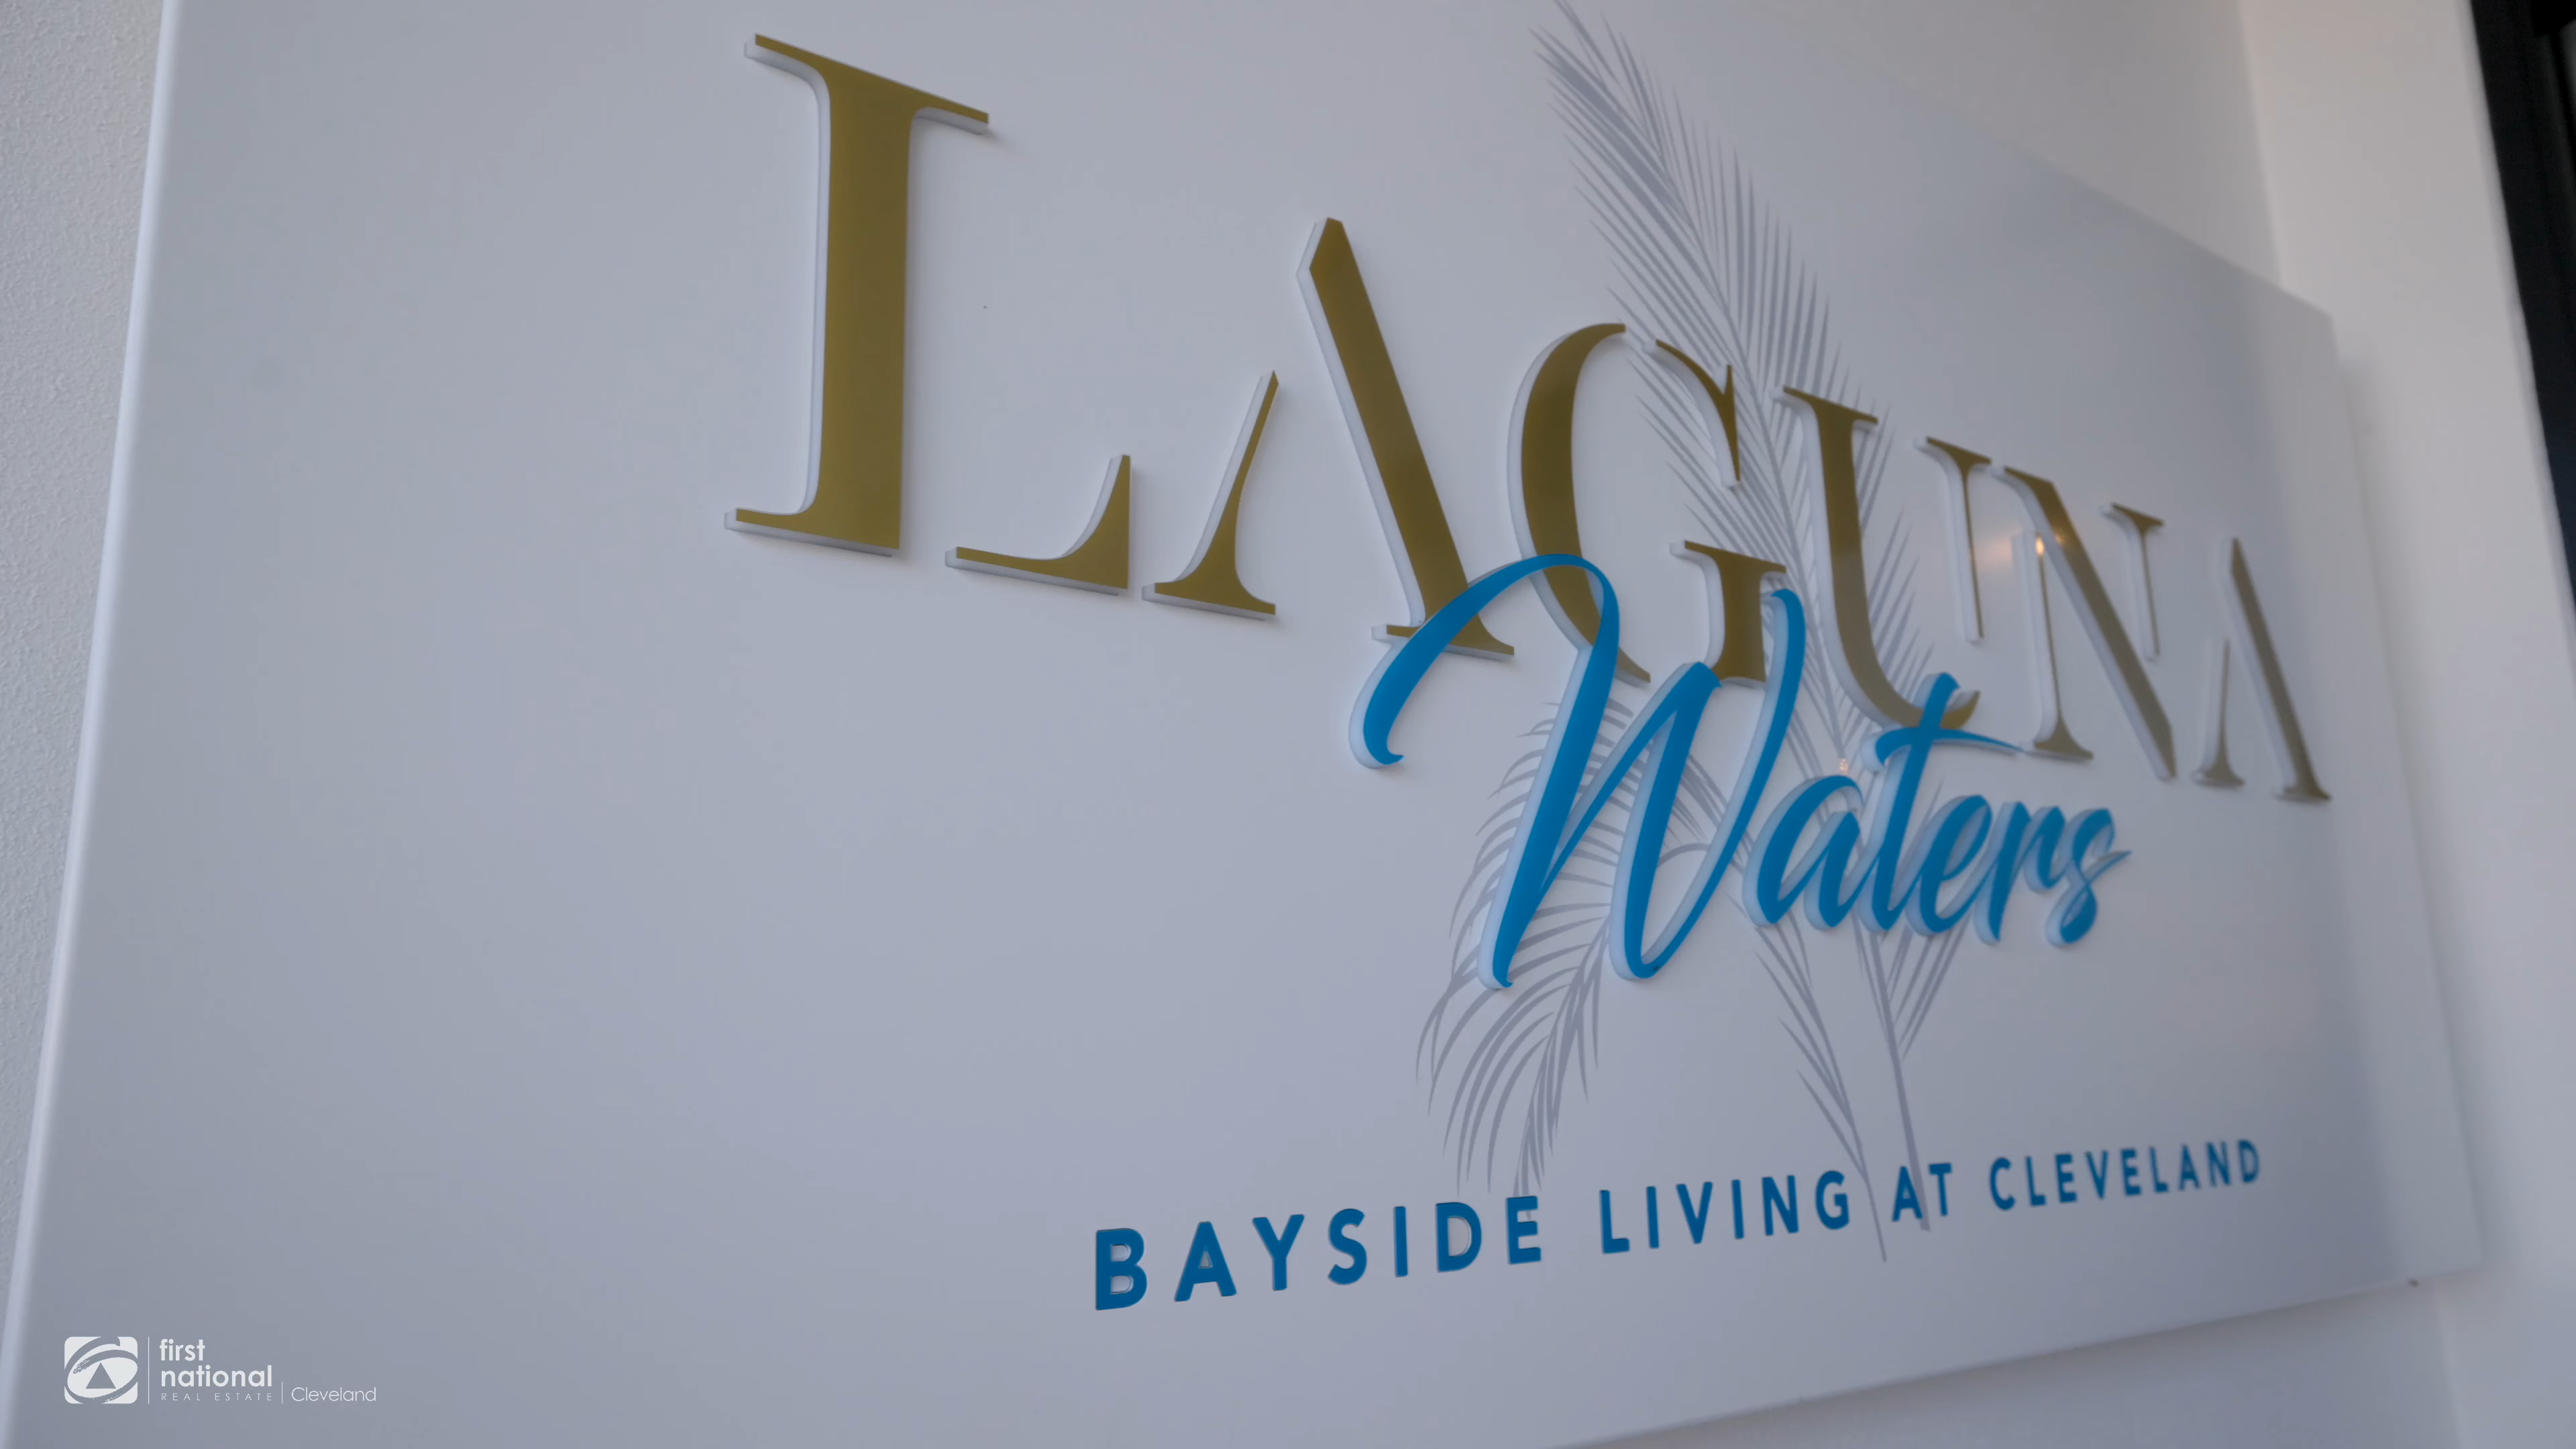 LAGUNA
Waters
BAYSIDE LIVING AT CLEVELAND
first
national
REAL ESTATE | Cleveland